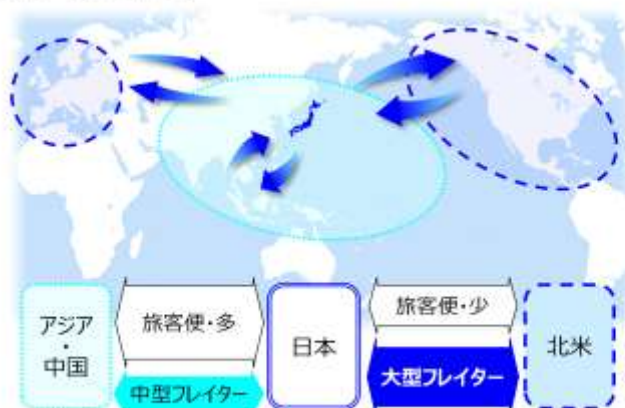 アジア
・
中国
旅客便・多
中型フレイター
日本
旅客便・少
大型フレイター
北米